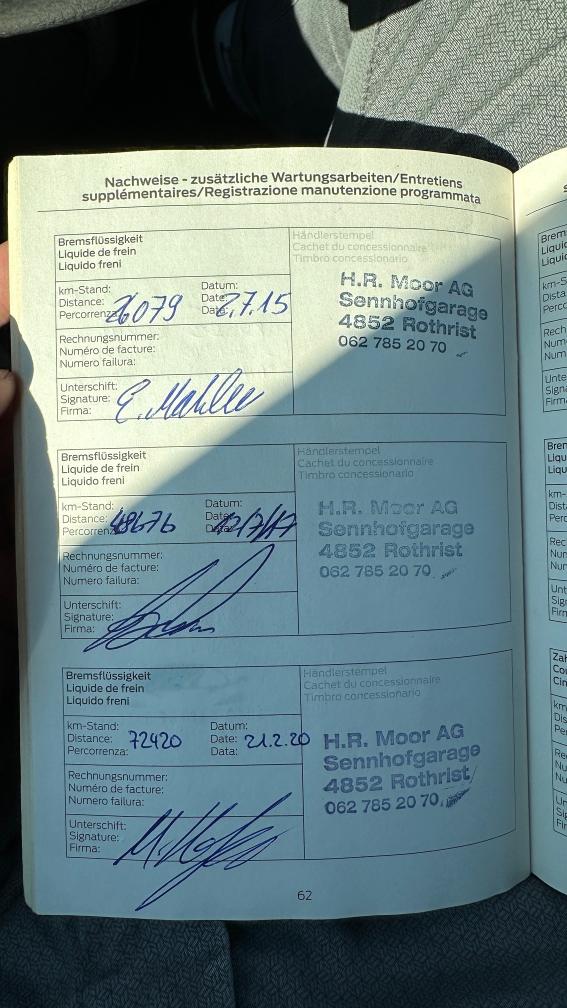 Nachweise - zusätzliche Wartungsarbeiten/Entretiens
supplémentaires/Registrazione manutenzione programmata
Bremsflüssigkeit
Liquide de frein
Liquido freni
Händlerstempel
Cachet du concessionnaire
Timbro concessionario
km-Stand:
Distance: 26079
Percorrenza:
Datum:
Date: 2.7.15
Data:
Rechnungsnummer:
Numéro de facture:
Numero failura:
Unterschift:
Signature:
Firma:
H.R. Moor AG
Sennhofgarage
4852 Rothrist
062 785 20 70
Bremsflüssigkeit
Liquide de frein
Liquido freni
Händlerstempel
Cachet du concessionnaire
Timbro concessionario
km-Stand:
Distance: 48676
Percorrenza:
Datum:
Date: 12/7/17
Data:
Rechnungsnummer:
Numéro de facture:
Numero failura:
Unterschift:
Signature:
Firma:
H.R. Moor AG
Sennhofgarage
4852 Rothrist
062 785 20 70
Bremsflüssigkeit
Liquide de frein
Liquido freni
Händlerstempel
Cachet du concessionnaire
Timbro concessionario
km-Stand:
Distance: 72420
Percorrenza:
Datum:
Date: 21.2.20
Data:
Rechnungsnummer:
Numéro de facture:
Numero failura:
Unterschift:
Signature:
Firma:
H.R. Moor AG
Sennhofgarage
4852 Rothrist
062 785 20 70
62